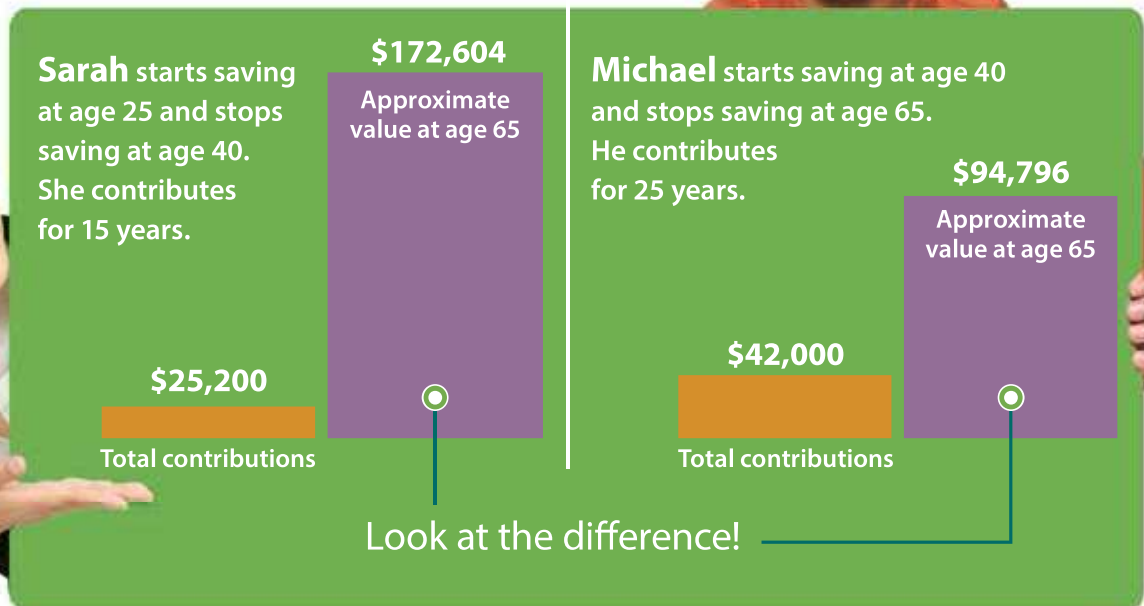 Sarah starts saving
at age 25 and stops
saving at age 40.
She contributes
for 15 years.
$172,604
Approximate
value at age 65
$25,200
Total contributions
Michael starts saving at age 40
and stops saving at age 65.
He contributes
for 25 years.
$94,796
Approximate
value at age 65
$42,000
Total contributions
Look at the difference!